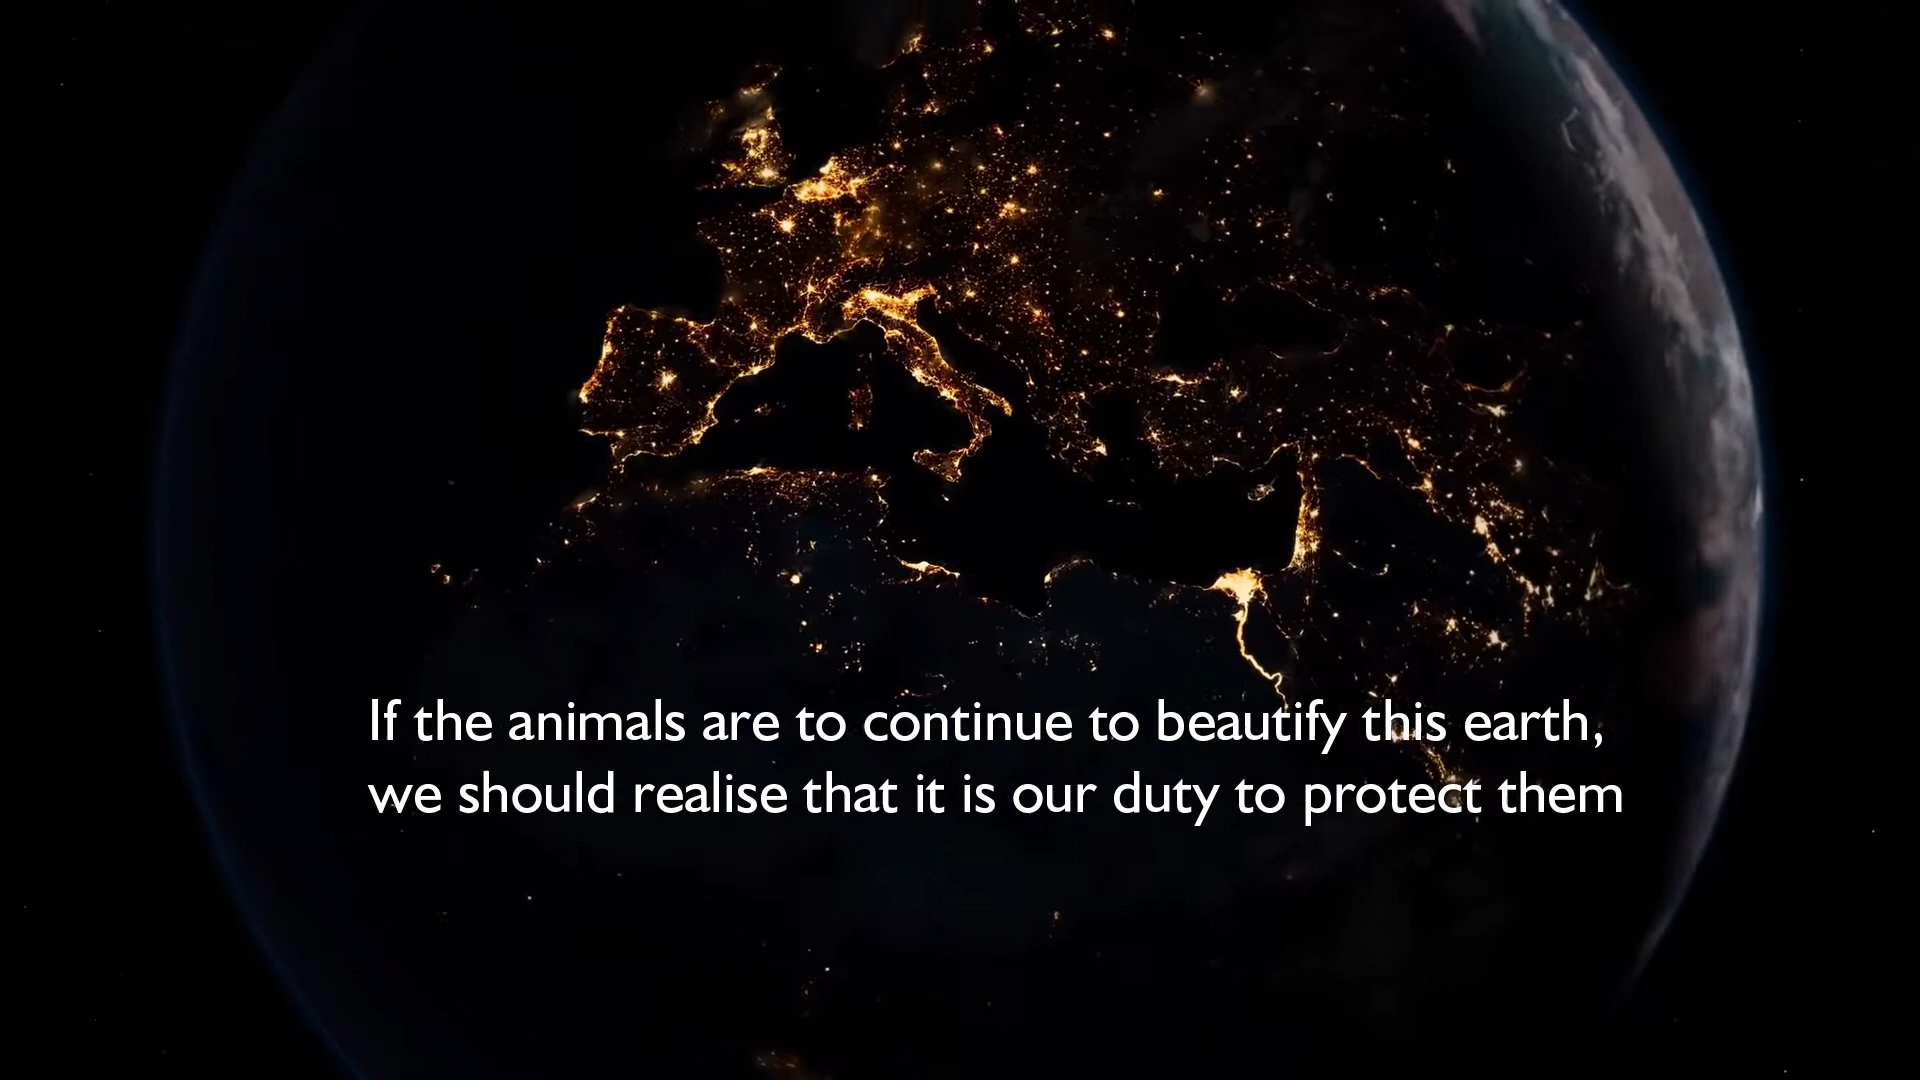 If the animals are to continue to beautify this earth,
we should realise that it is our duty to protect them